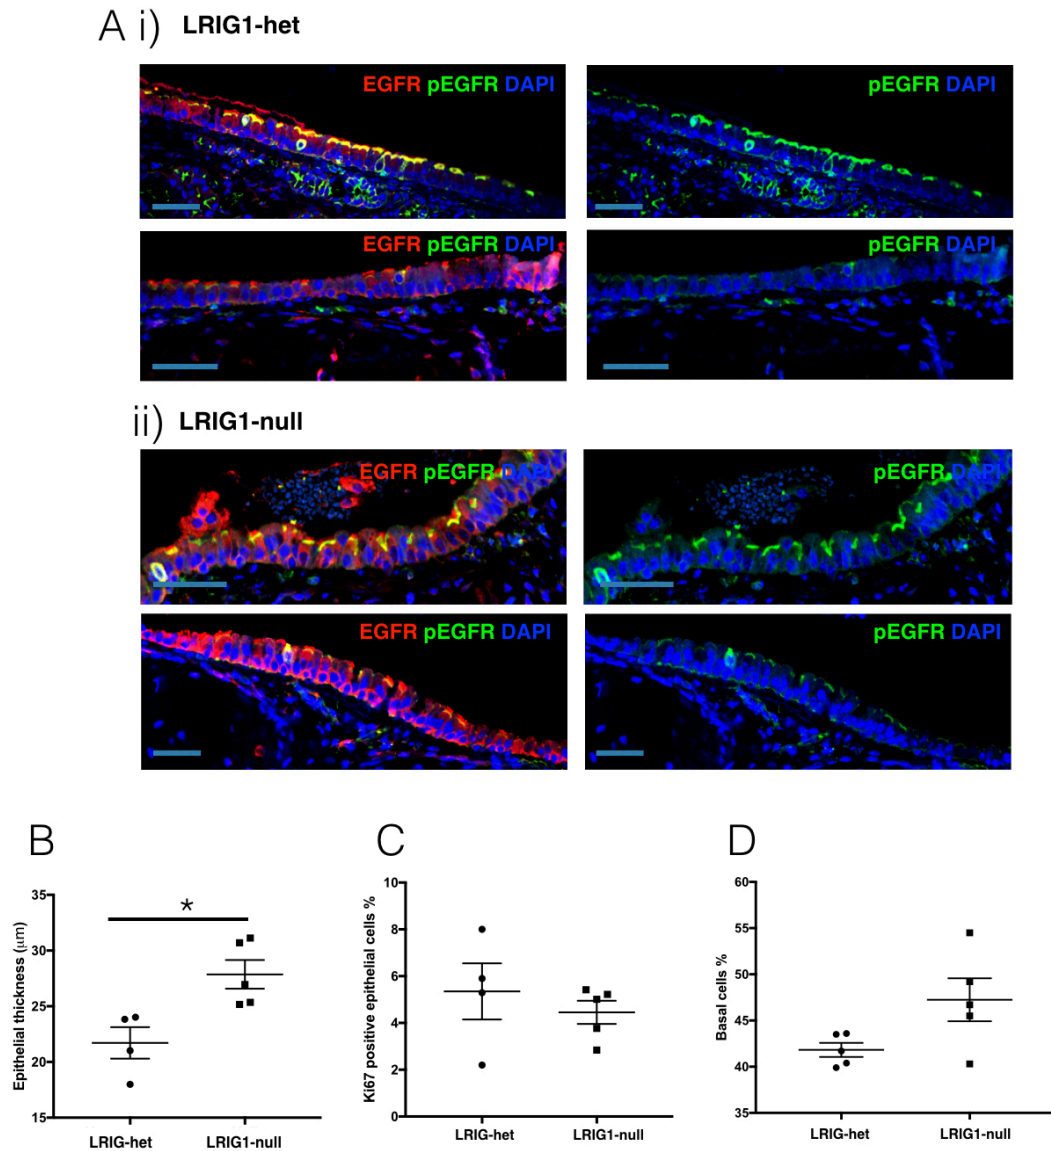 A i) LRIG1-het
EGFR pEGFR DAPI
pEGFR DAPI
EGFR pEGFR DAPI
pEGFR DAPI
ii) LRIG1-null
EGFR pEGFR DAPI
pEGFR DAPI
EGFR pEGFR DAPI
pEGFR DAPI
B
Epithelial thickness (μm)
35
30
25
20
15
*
LRIG-het
LRIG1-null
C
Ki67 positive epithelial cells %
10
8
6
4
2
0
LRIG-het
LRIG1-null
D
Basal cells %
60
55
50
45
40
35
LRIG-het
LRIG1-null